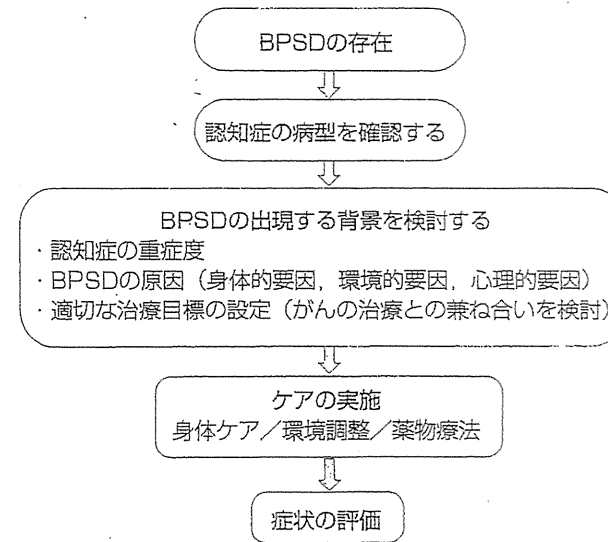 BPSDの存在
認知症の病型を確認する
BPSDの出現する背景を検討する
・認知症の重症度
・BPSDの原因（身体的要因，環境的要因，心理的要因）
・適切な治療目標の設定（がんの治療との兼ね合いを検討）
ケアの実施
身体ケア／環境調整／薬物療法
症状の評価